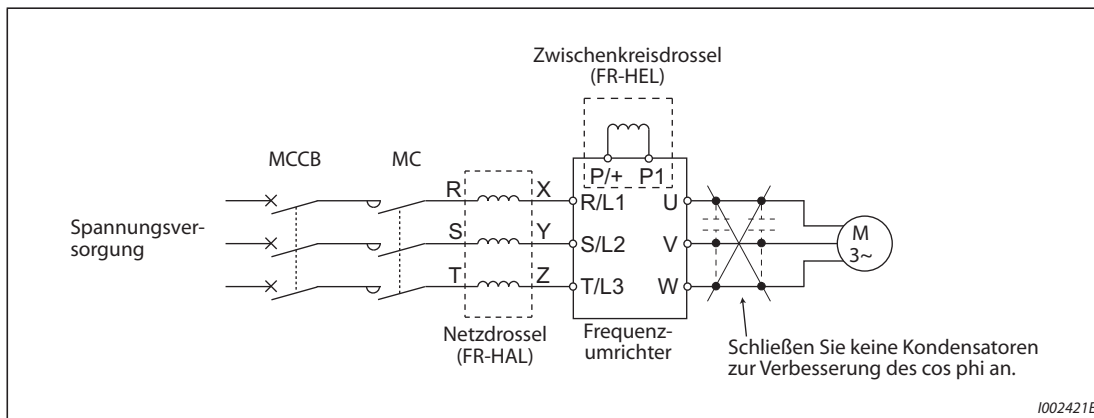 Zwischenkreisdrossel
(FR-HEL)
MCCB
MC
P/+ P1
R X R/L1 U
Spannungsver-
sorgung
S Y S/L2 V
M
3~
T Z T/L3 W
Netzdrossel
(FR-HAL)
Frequenz-
umrichter
Schließen Sie keine Kondensatoren
zur Verbesserung des cos phi an.
I002421E